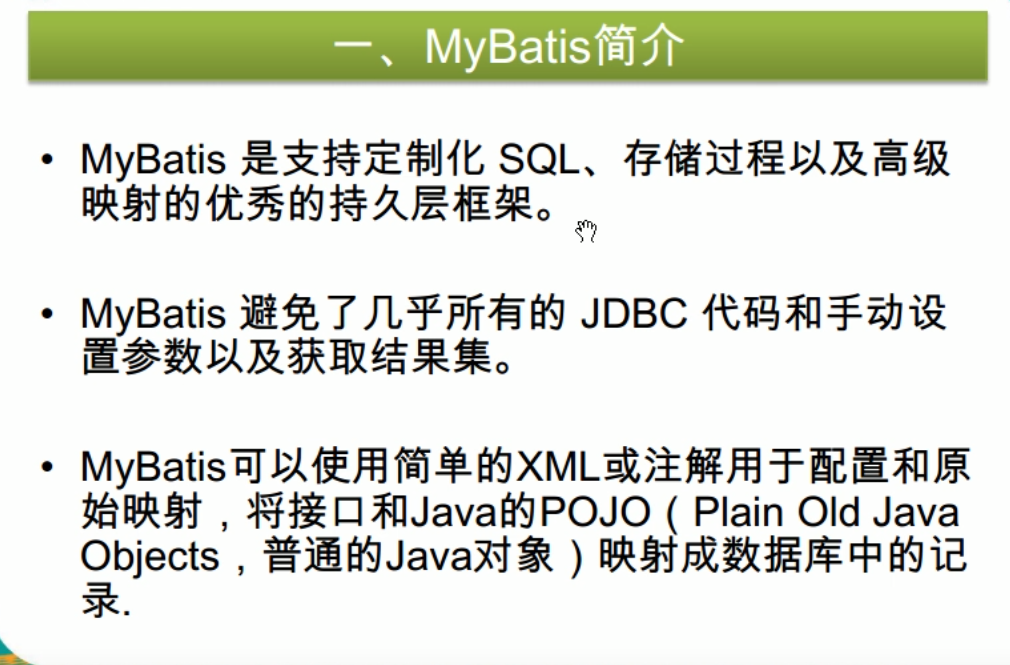 一、MyBatis简介
• MyBatis 是支持定制化 SQL、存储过程以及高级
映射的优秀的持久层框架。
• MyBatis 避免了几乎所有的 JDBC 代码和手动设
置参数以及获取结果集。
• MyBatis可以使用简单的XML或注解用于配置和原
始映射，将接口和Java的POJO（Plain Old Java
Objects，普通的Java对象）映射成数据库中的记
录.